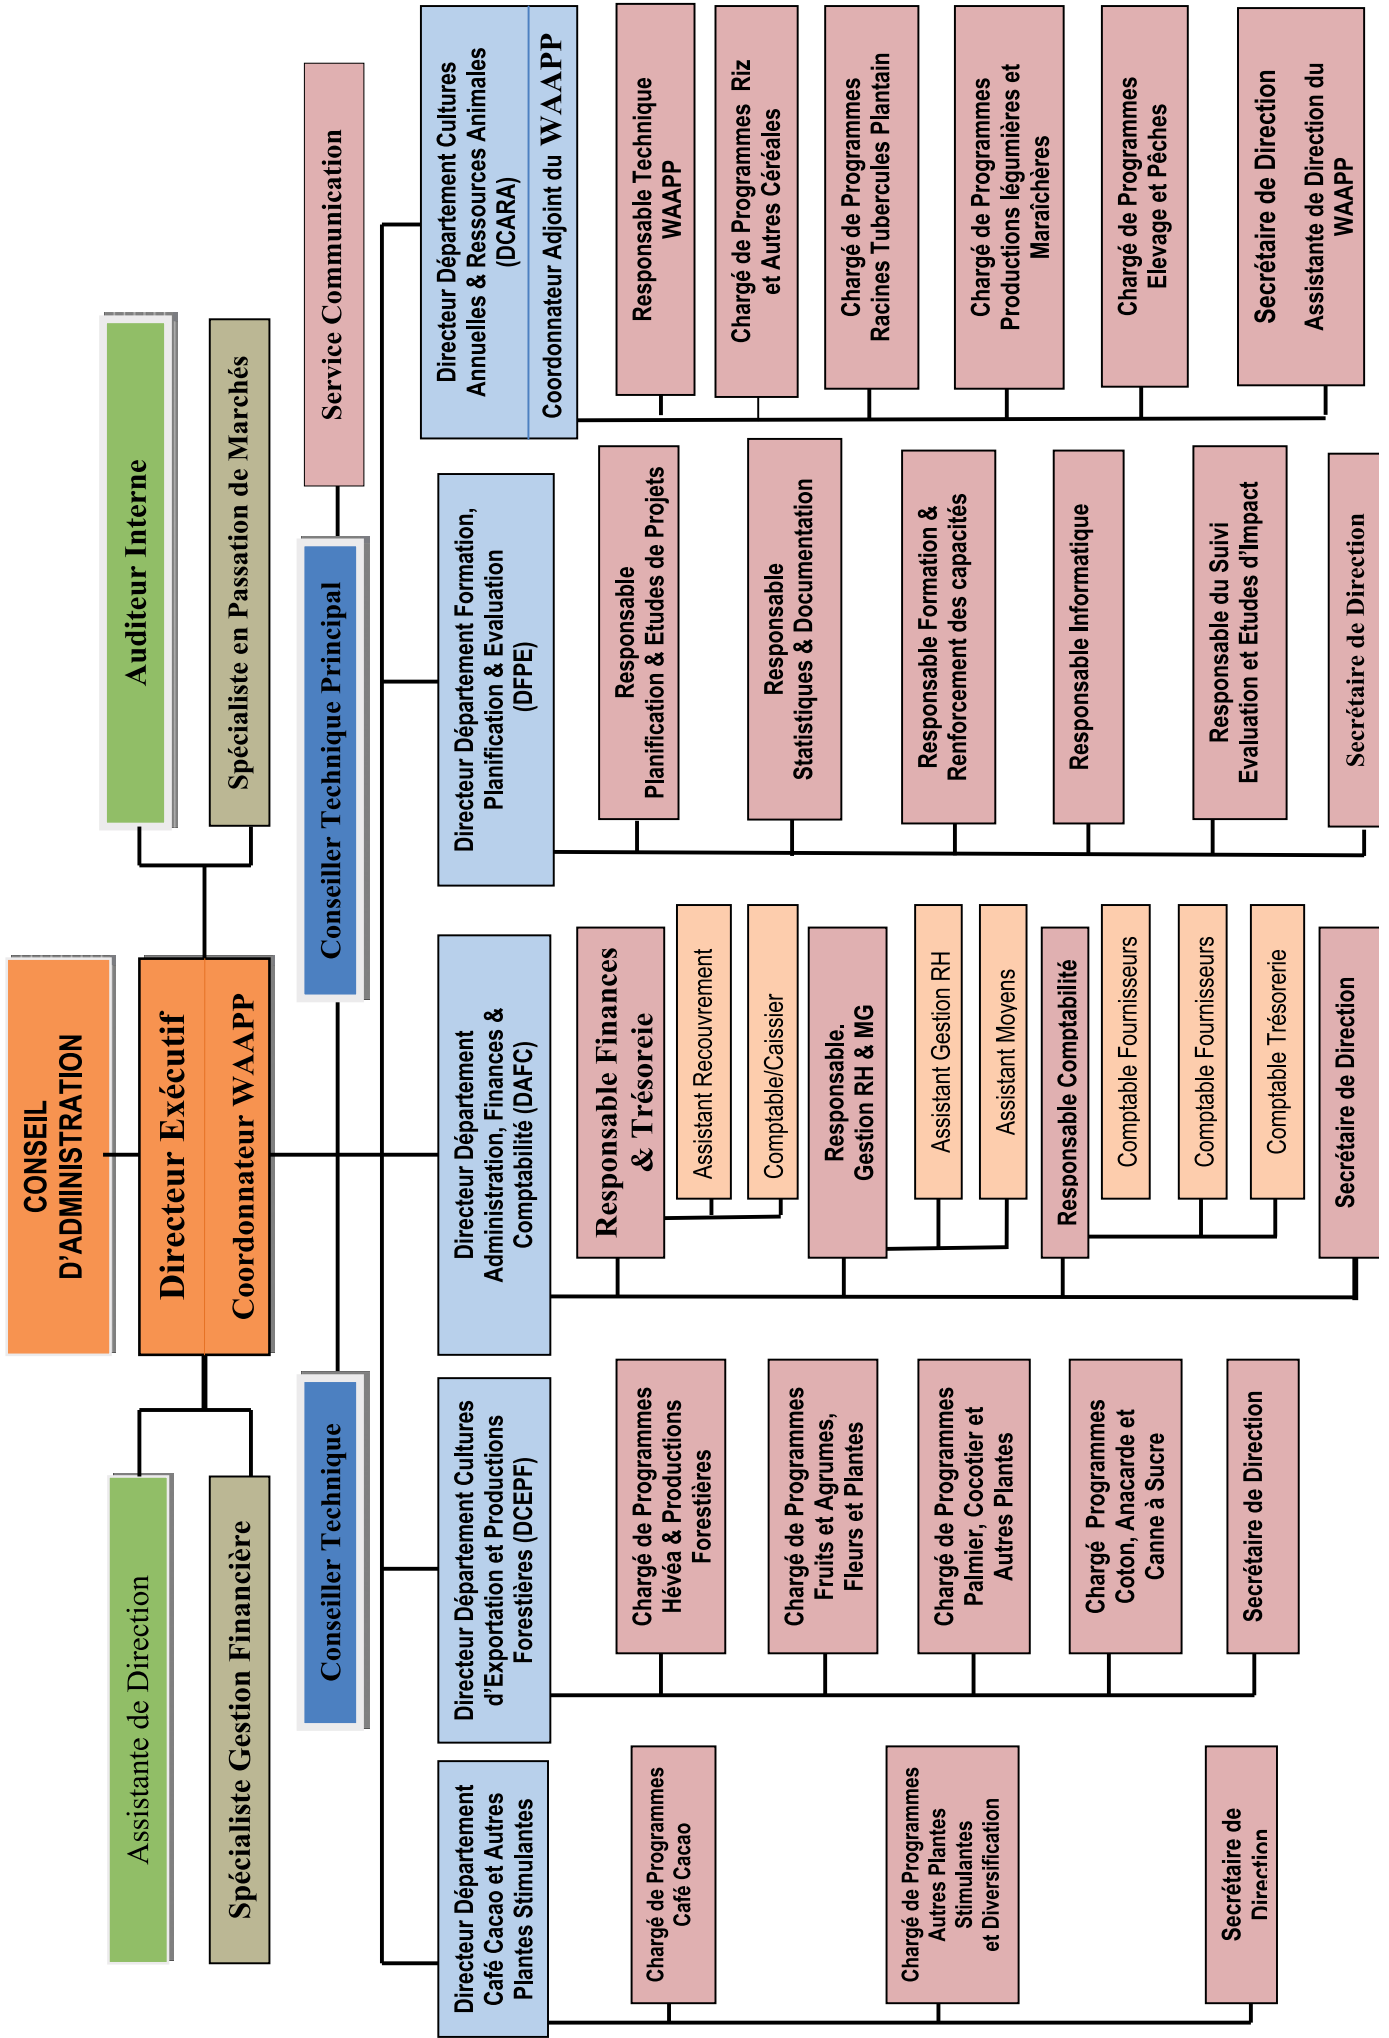 CONSEIL
D'ADMINISTRATION
Directeur Exécutif
Coordonnateur WAAPP
Assistante de Direction
Spécialiste Gestion Financière
Auditeur Interne
Spécialiste en Passation de Marchés
Conseiller Technique
Conseiller Technique Principal
Service Communication
Directeur Département
Café Cacao et Autres
Plantes Stimulantes
Chargé de Programmes
Café Cacao
Chargé de Programmes
Autres Plantes
Stimulantes
et Diversification
Secrétaire de
Direction
Directeur Département Cultures
d'Exportation et Productions
Forestières (DCEPF)
Chargé de Programmes
Hévéa & Productions
Forestières
Chargé de Programmes
Fruits et Agrumes,
Fleurs et Plantes
Chargé de Programmes
Palmier, Cocotier et
Autres Plantes
Chargé Programmes
Coton, Anacarde et
Canne à Sucre
Secrétaire de Direction
Directeur Département
Administration, Finances &
Comptabilité (DAFC)
Responsable Finances
& Trésoreie
Assistant Recouvrement
Comptable/Caissier
Responsable.
Gestion RH & MG
Assistant Gestion RH
Assistant Moyens
Responsable Comptabilité
Comptable Fournisseurs
Comptable Fournisseurs
Comptable Trésorerie
Secrétaire de Direction
Directeur Département Formation,
Planification & Evaluation
(DFPE)
Responsable
Planification & Etudes de Projets
Responsable
Statistiques & Documentation
Responsable Formation &
Renforcement des capacités
Responsable Informatique
Responsable du Suivi
Evaluation et Etudes d'Impact
Secrétaire de Direction
Directeur Département Cultures
Annuelles & Ressources Animales
(DCARA)
Coordonnateur Adjoint du WAAPP
Responsable Technique
WAAPP
Chargé de Programmes Riz
et Autres Céréales
Chargé de Programmes
Racines Tubercules Plantain
Chargé de Programmes
Productions légumières et
Maraîchères
Chargé de Programmes
Elevage et Pêches
Secrétaire de Direction
Assistante de Direction du
WAAPP